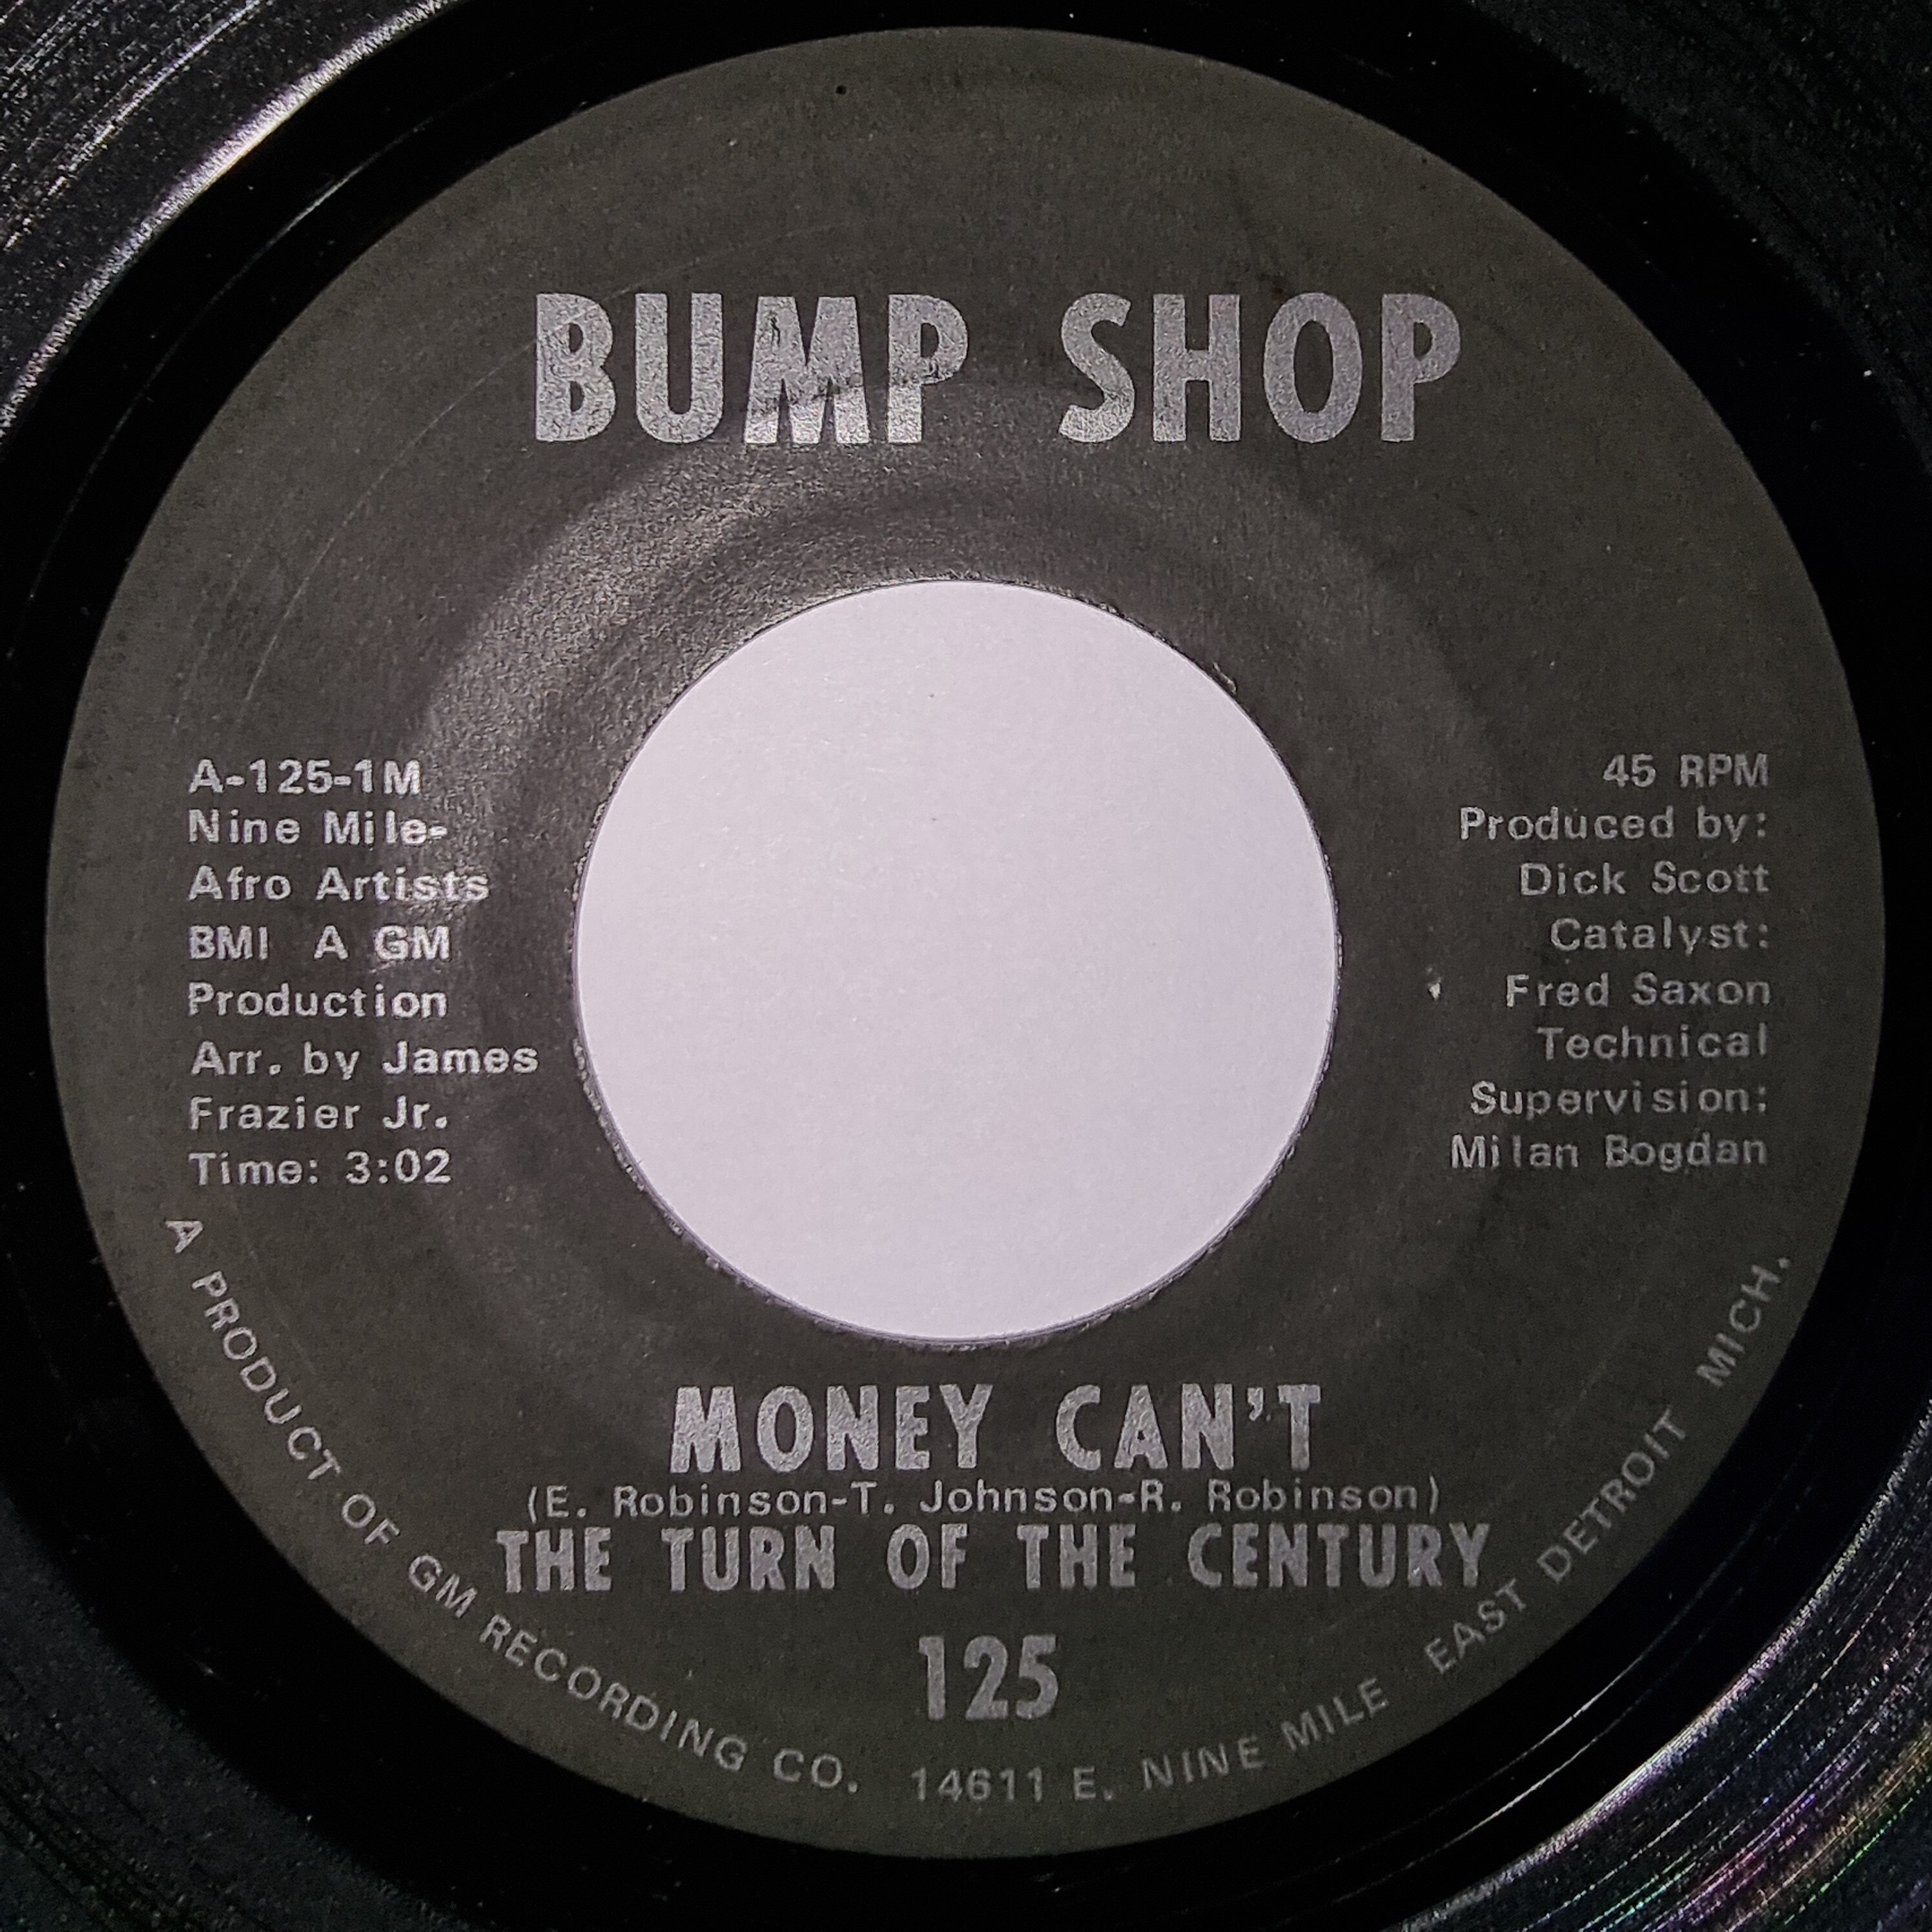 BUMP SHOP
A-125-1M
Nine Mile-
Afro Artists
BMI A GM
Production
Arr. by James
Frazier Jr.
Time: 3:02
45 RPM
Produced by:
Dick Scott
Catalyst:
Fred Saxon
Technical
Supervision:
Milan Bogdan
MONEY CAN'T
(E. Robinson-T. Johnson-R. Robinson)
THE TURN OF THE CENTURY
125
A PRODUCT OF GM RECORDING CO. 14611 E. NINE MILE EAST DETROIT MICH.